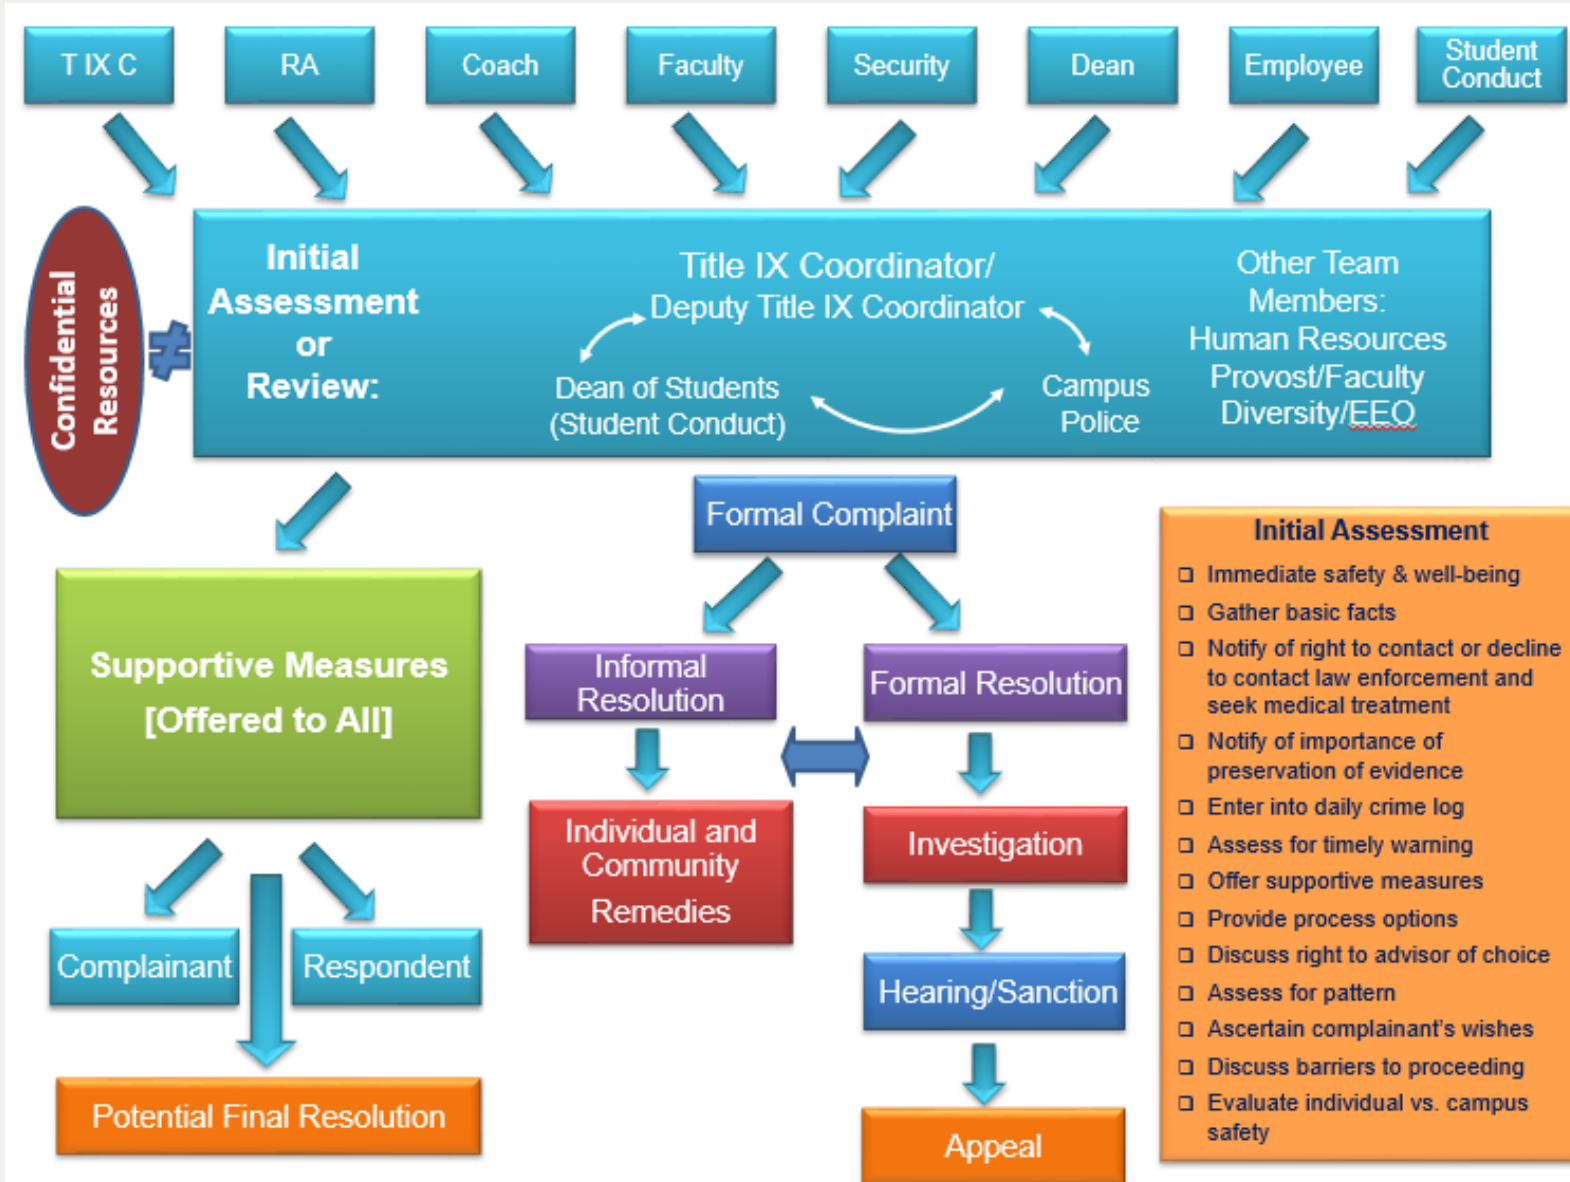 T IX C
RA
Coach
Faculty
Security
Dean
Employee
Student
Conduct
Confidential
Resources
≠
Initial
Assessment
or
Review:
Title IX Coordinator/
Deputy Title IX Coordinator
Dean of Students
(Student Conduct)
Campus
Police
Other Team
Members:
Human Resources
Provost/Faculty
Diversity/EEO
Supportive Measures
[Offered to All]
Complainant
Respondent
Potential Final Resolution
Formal Complaint
Informal
Resolution
Formal Resolution
Individual and
Community
Remedies
Investigation
Hearing/Sanction
Appeal
Initial Assessment
❑ Immediate safety & well-being
❑ Gather basic facts
❑ Notify of right to contact or decline
to contact law enforcement and
seek medical treatment
❑ Notify of importance of
preservation of evidence
❑ Enter into daily crime log
❑ Assess for timely warning
❑ Offer supportive measures
❑ Provide process options
❑ Discuss right to advisor of choice
❑ Assess for pattern
❑ Ascertain complainant's wishes
❑ Discuss barriers to proceeding
❑ Evaluate individual vs. campus
safety